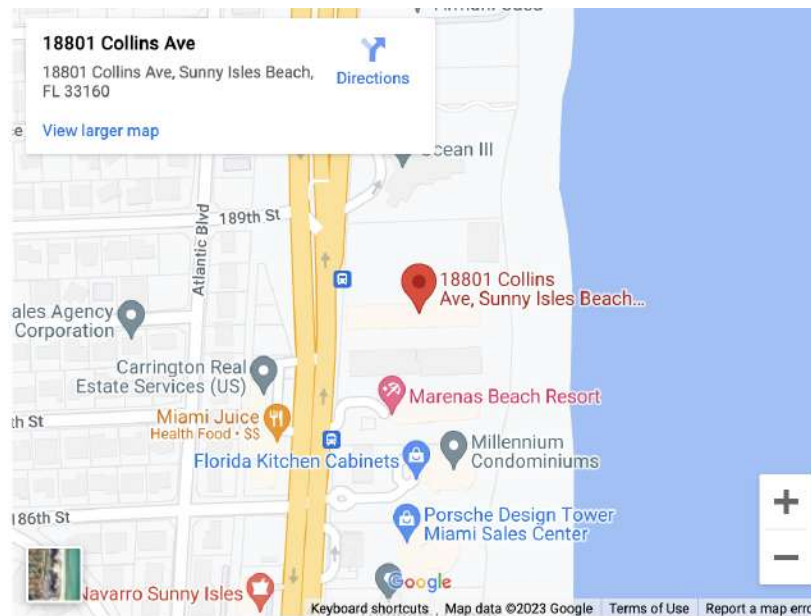 18801 Collins Ave
18801 Collins Ave, Sunny Isles Beach,
FL 33160
Directions
View larger map
Ocean III
189th St
Atlantic Blvd
18801 Collins
Ave, Sunny Isles Beach...
ales Agency
Corporation
Carrington Real
Estate Services (US)
Marenas Beach Resort
Miami Juice
Health Food • $$
th St
Florida Kitchen Cabinets
Millennium
Condominiums
186th St
Porsche Design Tower
Miami Sales Center
+
−
Navarro Sunny Isles
Google
Keyboard shortcuts
Map data ©2023 Google
Terms of Use
Report a map erro